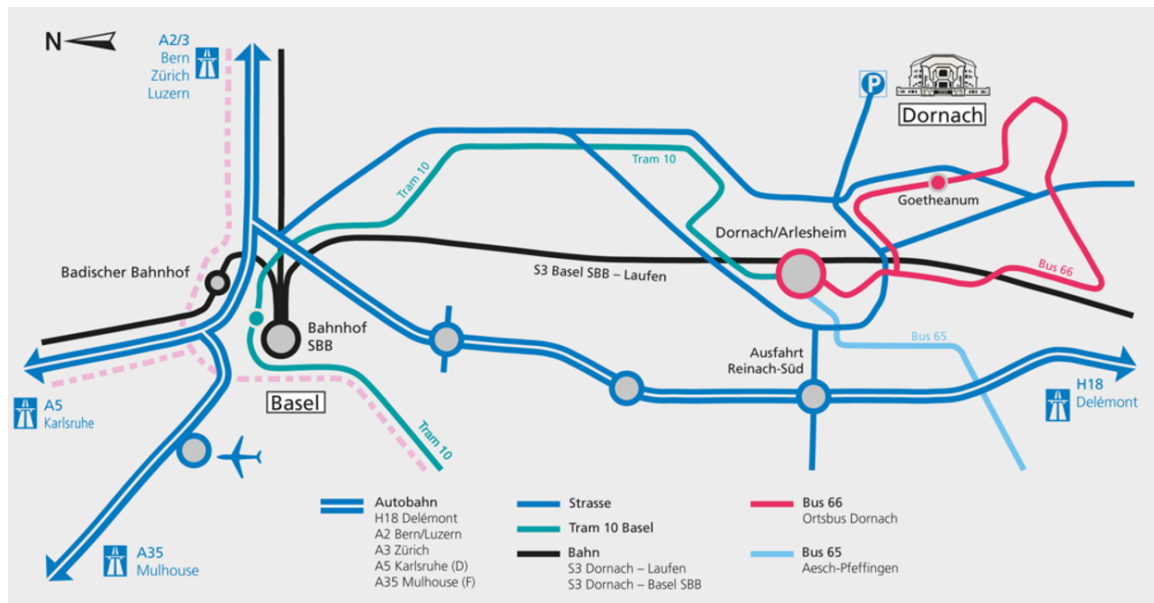 N
A2/3
Bern
Zürich
Luzern
P
Dornach
Tram 10
Tram 10
Goetheanum
Dornach/Arlesheim
Badischer Bahnhof
S3 Basel SBB – Laufen
Bus 66
Bahnhof
SBB
Bus 65
Ausfahrt
Reinach-Süd
H18
Delémont
A5
Karlsruhe
Basel
Tram 10
A35
Mulhouse
Autobahn
H18 Delémont
A2 Bern/Luzern
A3 Zürich
A5 Karlsruhe (D)
A35 Mulhouse (F)
Strasse
Tram 10 Basel
Bahn
S3 Dornach – Laufen
S3 Dornach – Basel SBB
Bus 66
Ortsbus Dornach
Bus 65
Aesch-Pfeffingen